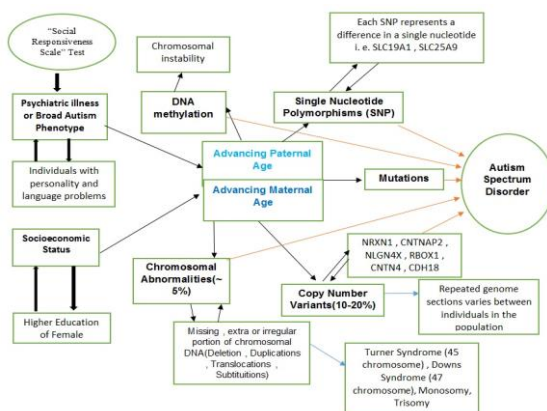 "Social
Responsiveness
Scale" Test
Psychiatric illness
or Broad Autism
Phenotype
Individuals with
personality and
language problems
Socioeconomic
Status
Higher Education
of Female
Chromosomal
instability
DNA
methylation
Each SNP represents a
difference in a single nucleotide
i. e. SLC19A1 , SLC25A9
Single Nucleotide
Polymorphisms (SNP)
Advancing Paternal
Age
Advancing Maternal
Age
Mutations
Autism
Spectrum
Disorder
Chromosomal
Abnormalities(~
5%)
Missing , extra or irregular
portion of chromosomal
DNA(Deletion , Duplications
, Translocations ,
Subtituitions)
NRXN1 , CNTNAP2 ,
NLGN4X , RBOX1 ,
CNTN4 , CDH18
Copy Number
Variants(10-20%)
Repeated genome
sections varies between
individuals in the
population
Turner Syndrome (45
chromosome) , Downs
Syndrome (47
chromosome) , Monosomy,
Trisomy